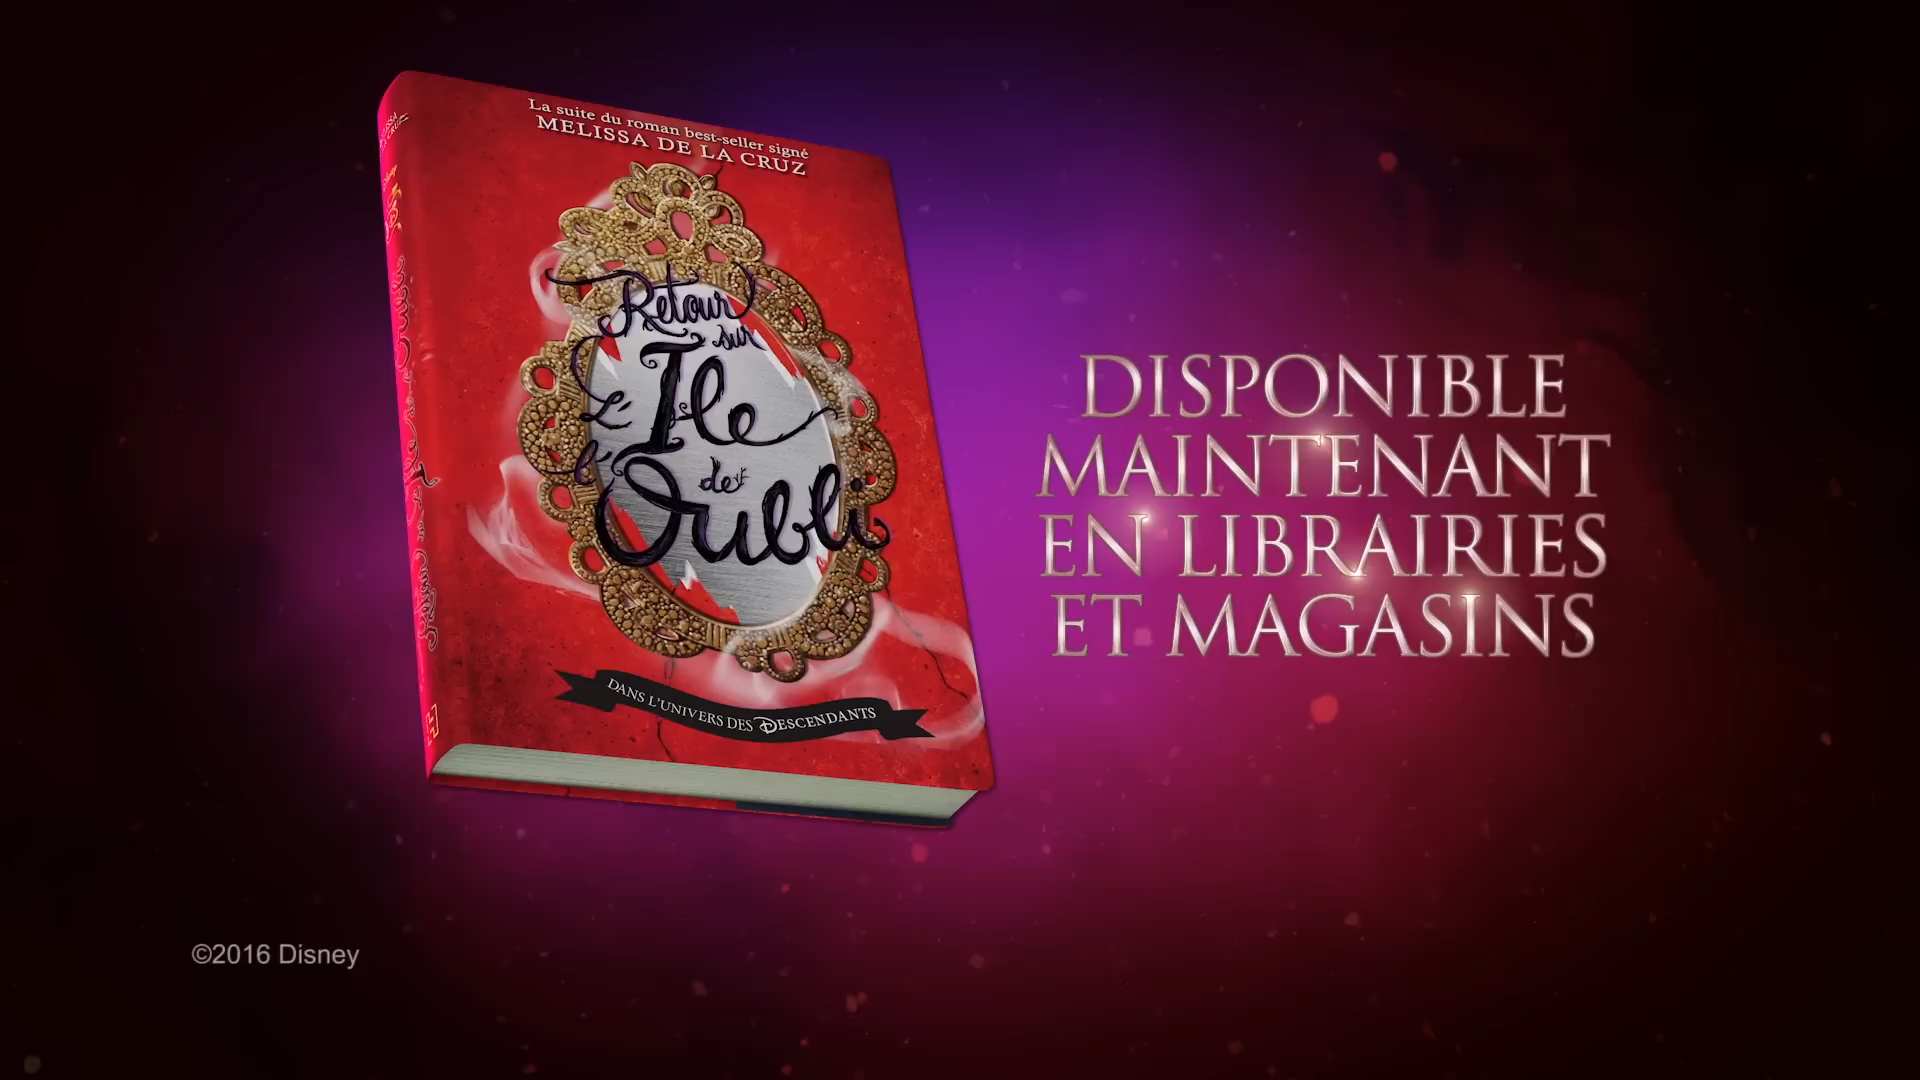 La suite du roman best-seller signé
MELISSA DE LA CRUZ
Retour
sur
L'Ile
de
l'Oubli
DANS L'UNIVERS DES DESCENDANTS
DISPONIBLE
MAINTENANT
EN LIBRAIRIES
ET MAGASINS
©2016 Disney